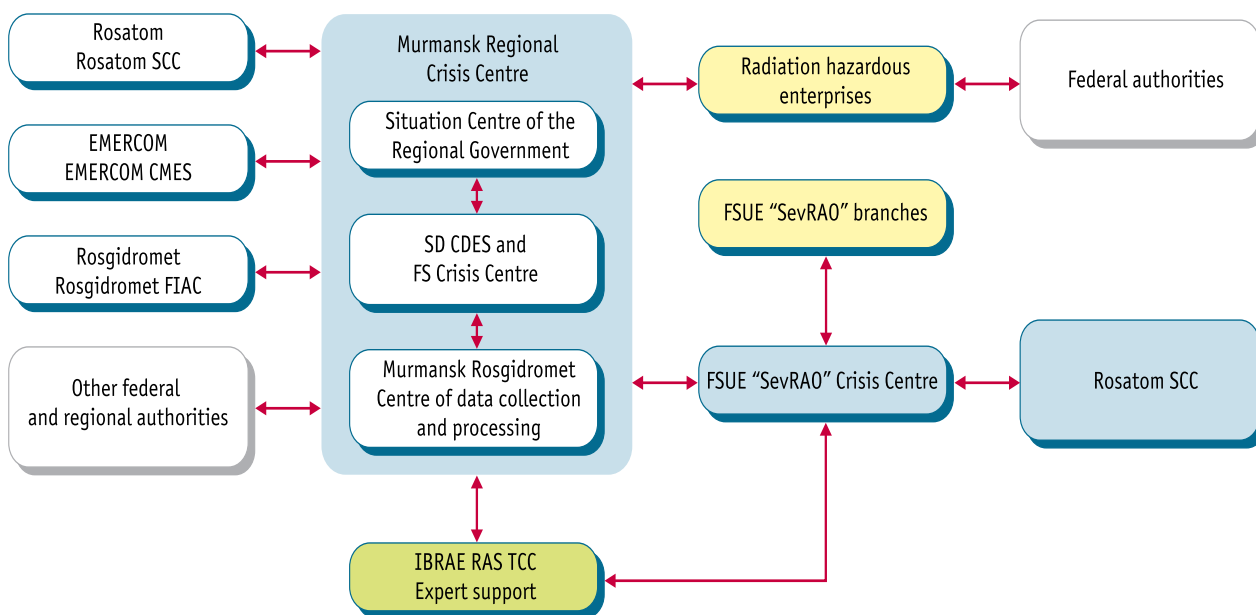 Rosatom
Rosatom SCC
EMERCOM
EMERCOM CMES
Rosgidromet
Rosgidromet FIAC
Other federal
and regional authorities
Murmansk Regional
Crisis Centre
Situation Centre of the
Regional Government
SD CDES and
FS Crisis Centre
Murmansk Rosgidromet
Centre of data collection
and processing
IBRAE RAS TCC
Expert support
Radiation hazardous
enterprises
FSUE “SevRAO” branches
FSUE “SevRAO” Crisis Centre
Federal authorities
Rosatom SCC